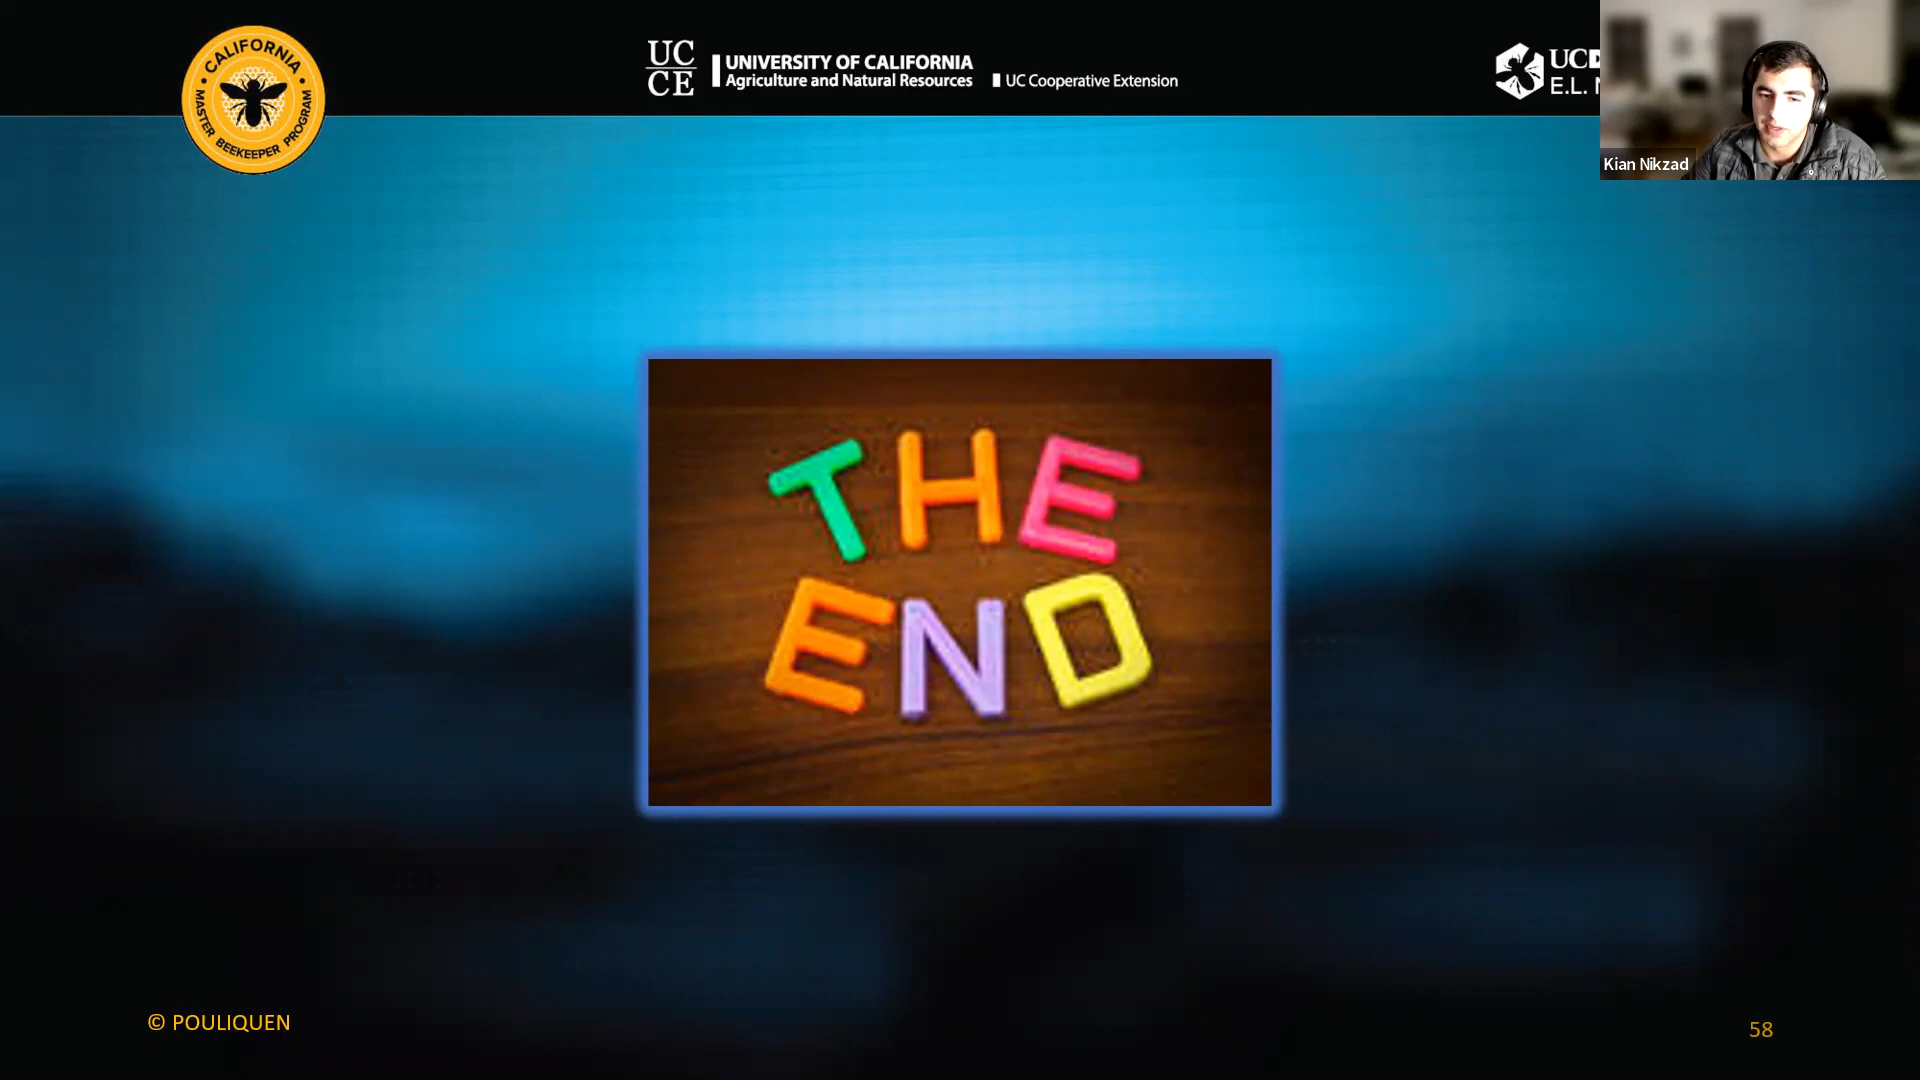 CALIFORNIA
MASTER BEEKEEPER PROGRAM
UC
CE
UNIVERSITY OF CALIFORNIA
Agriculture and Natural Resources
UC Cooperative Extension
E.L.
Kian Nikzad
THE
END
© POULIQUEN
58